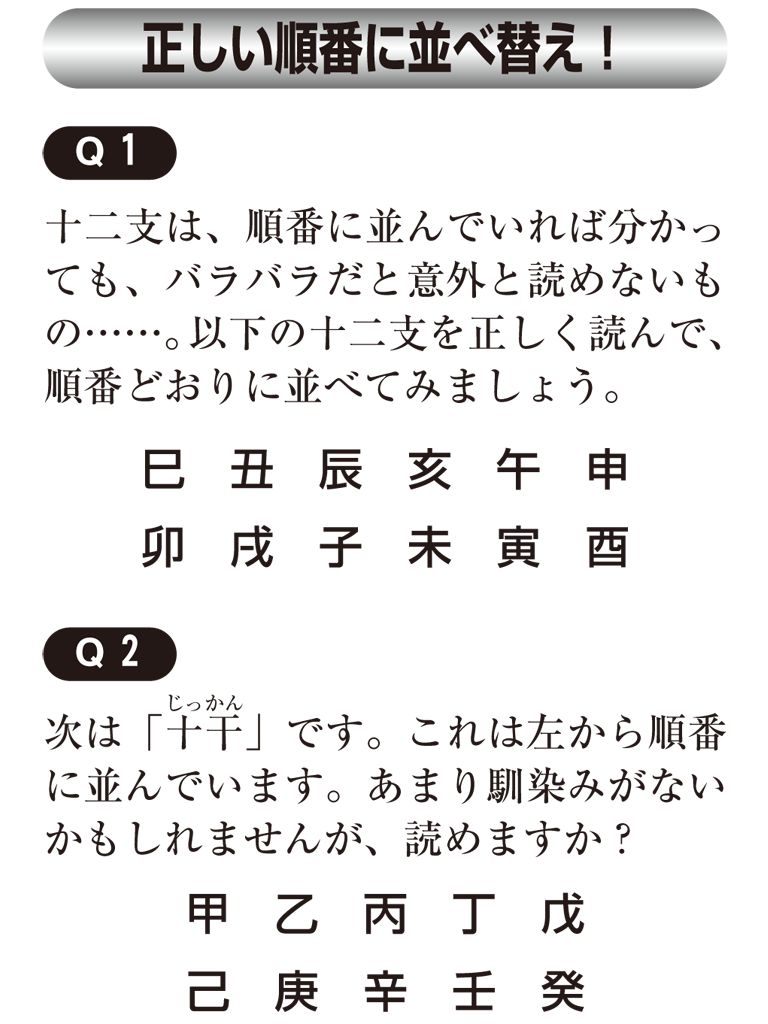 正しい順番に並べ替え！
Q 1
十二支は、順番に並んでいれば分かっ
ても、バラバラだと意外と読めないも
の……。以下の十二支を正しく読んで、
順番どおりに並べてみましょう。
巳 丑 辰 亥 午 申
卯 戌 子 未 寅 酉
Q 2
じっかん
次は「十干」です。これは左から順番
に並んでいます。あまり馴染みがない
かもしれませんが、読めますか？
甲 乙 丙 丁 戊
己 庚 辛 壬 癸